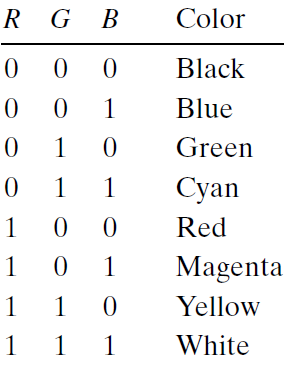 R G B Color
0 0 0 Black
0 0 1 Blue
0 1 0 Green
0 1 1 Cyan
1 0 0 Red
1 0 1 Magenta
1 1 0 Yellow
1 1 1 White